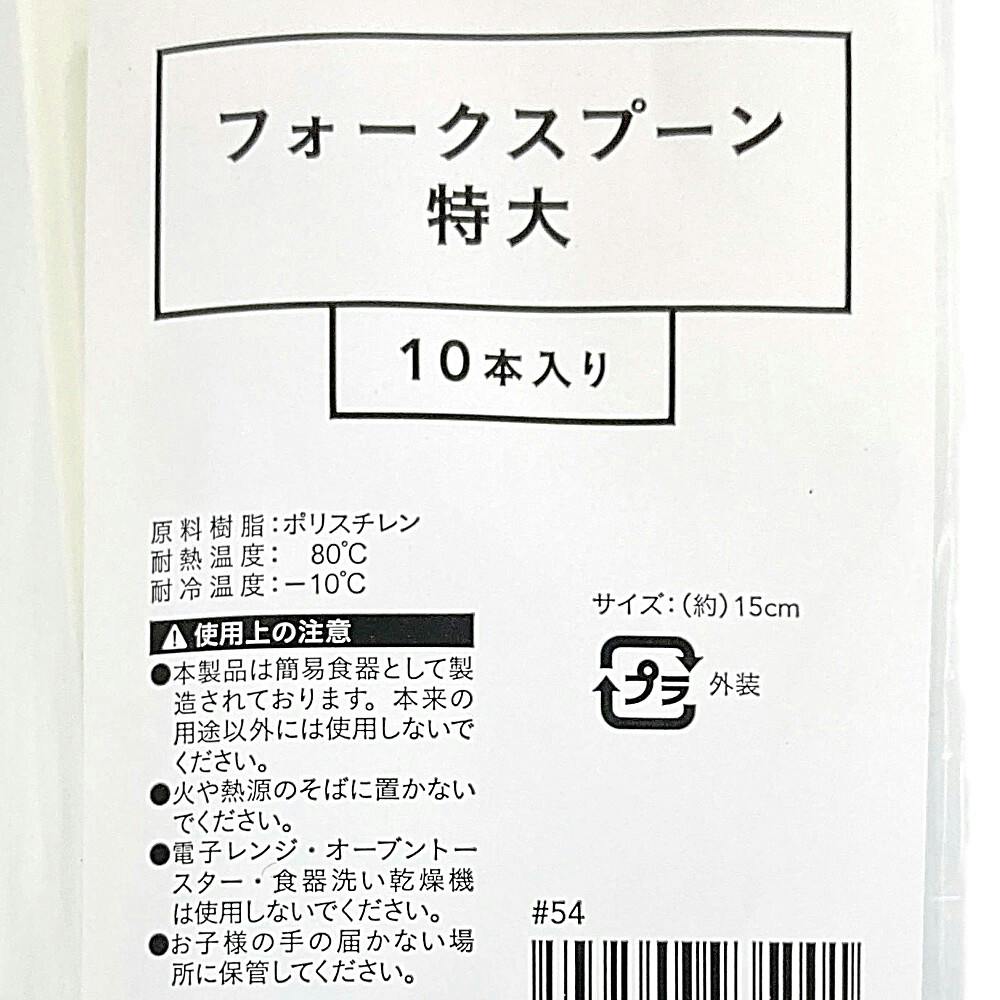 フォークスプーン
特大
10本入り
原料樹脂:ポリスチレン
耐熱温度: 80℃
耐冷温度:－10℃
使用上の注意
●本製品は簡易食器として製
造されております。本来の
用途以外には使用しないで
ください。
●火や熱源のそばに置かない
でください。
●電子レンジ・オーブントー
スター・食器洗い乾燥機
は使用しないでください。
●お子様の手の届かない場
所に保管してください。
サイズ:(約)15cm
プラ 外装
#54